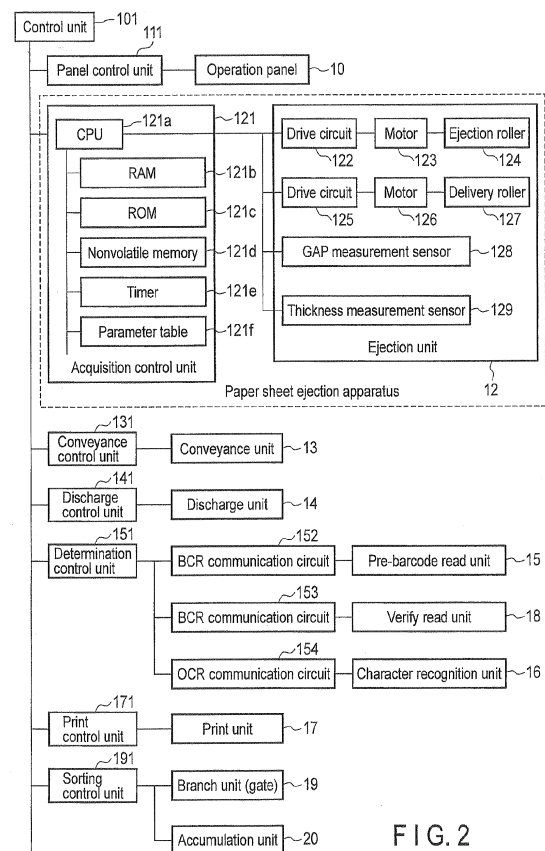 Control unit
101
111
Panel control unit
Operation panel
10
CPU
121a
121
RAM
121b
ROM
121c
Nonvolatile memory
121d
Timer
121e
Parameter table
121f
Acquisition control unit
Drive circuit
Motor
Ejection roller
122
123
124
Drive circuit
Motor
Delivery roller
125
126
127
GAP measurement sensor
128
Thickness measurement sensor
129
Ejection unit
Paper sheet ejection apparatus
12
131
Conveyance
control unit
Conveyance unit
13
141
Discharge
control unit
Discharge unit
14
151
Determination
control unit
152
BCR communication circuit
Pre-barcode read unit
15
153
BCR communication circuit
Verify read unit
18
154
OCR communication circuit
Character recognition unit
16
171
Print
control unit
Print unit
17
191
Sorting
control unit
Branch unit (gate)
19
Accumulation unit
20
FIG. 2